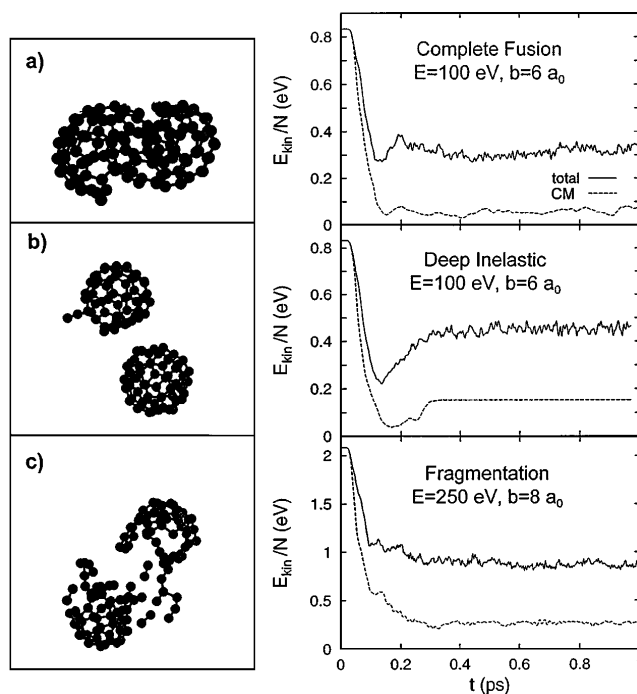 a)
E_kin/N (eV)
0.8
0.6
0.4
0.2
0
Complete Fusion
E=100 eV, b=6 a₀
total
CM
b)
E_kin/N (eV)
0.8
0.6
0.4
0.2
0
Deep Inelastic
E=100 eV, b=6 a₀
c)
E_kin/N (eV)
2
1.5
1
0.5
0
Fragmentation
E=250 eV, b=8 a₀
0 0.2 0.4 0.6 0.8
t (ps)